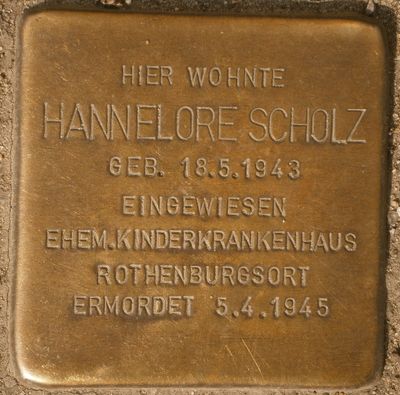 HIER WOHNTE
HANNELORE SCHOLZ
GEB. 18.5.1943
EINGEWIESEN
EHEM.KINDERKRANKENHAUS
ROTHENBURGSORT
ERMORDET 5.4.1945